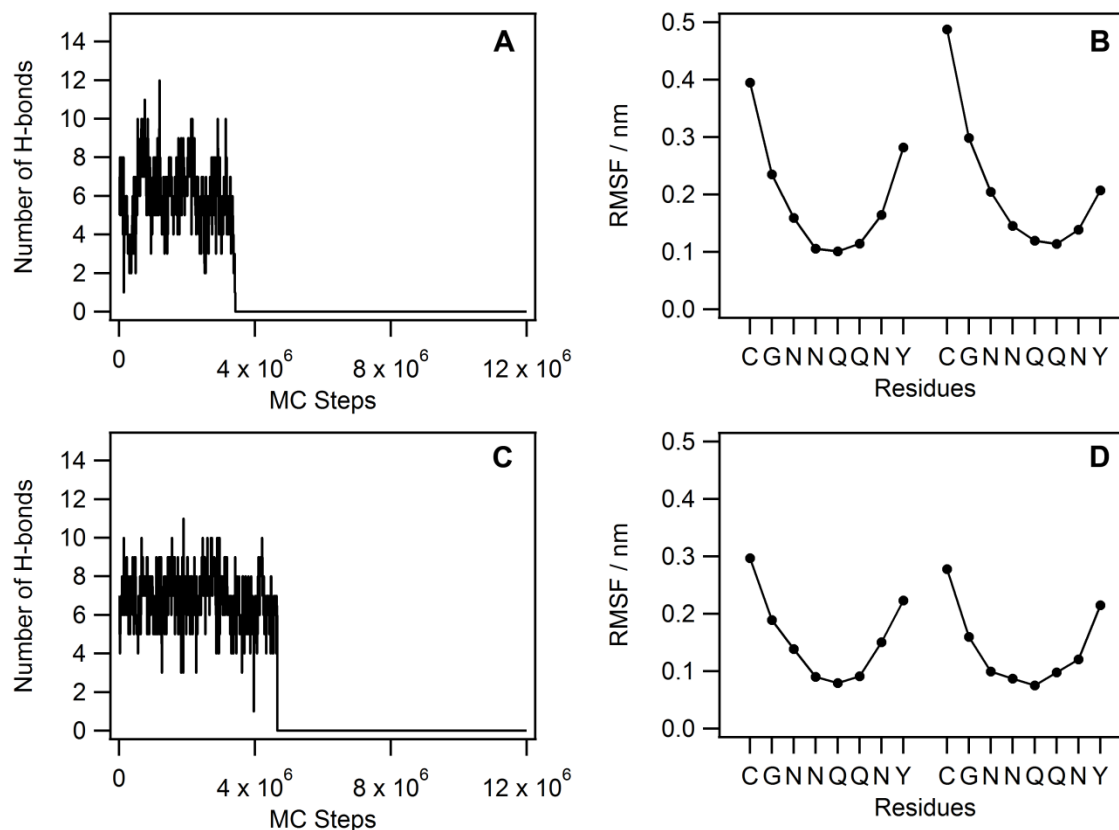 A
Number of H-bonds
14
12
10
8
6
4
2
0
0
4 x 10^6
8 x 10^6
12 x 10^6
MC Steps
B
RMSF / nm
0.5
0.4
0.3
0.2
0.1
0.0
C G N N Q Q N Y C G N N Q Q N Y
Residues
C
Number of H-bonds
14
12
10
8
6
4
2
0
0
4 x 10^6
8 x 10^6
12 x 10^6
MC Steps
D
RMSF / nm
0.5
0.4
0.3
0.2
0.1
0.0
C G N N Q Q N Y C G N N Q Q N Y
Residues